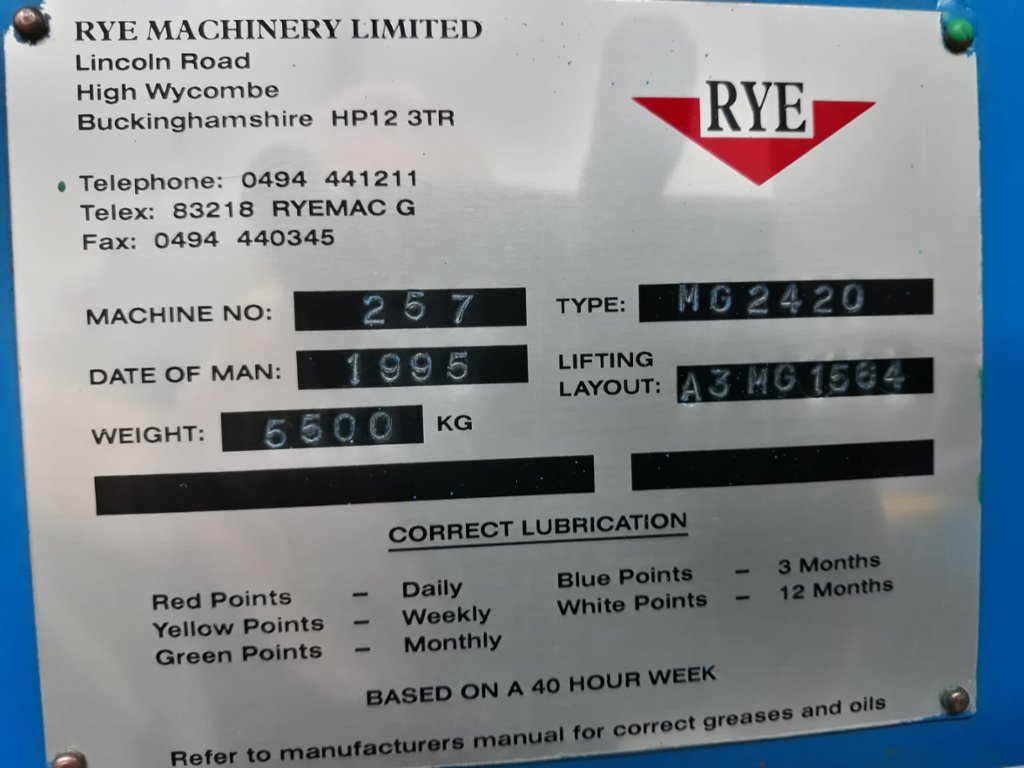 RYE MACHINERY LIMITED
Lincoln Road
High Wycombe
Buckinghamshire HP12 3TR
RYE
Telephone: 0494 441211
Telex: 83218 RYEMAC G
Fax: 0494 440345
MACHINE NO: 257
TYPE: MG2420
DATE OF MAN: 1995
LIFTING
LAYOUT: A3 MG1564
WEIGHT: 5500 KG
CORRECT LUBRICATION
Red Points – Daily
Yellow Points – Weekly
Green Points – Monthly
Blue Points – 3 Months
White Points – 12 Months
BASED ON A 40 HOUR WEEK
Refer to manufacturers manual for correct greases and oils